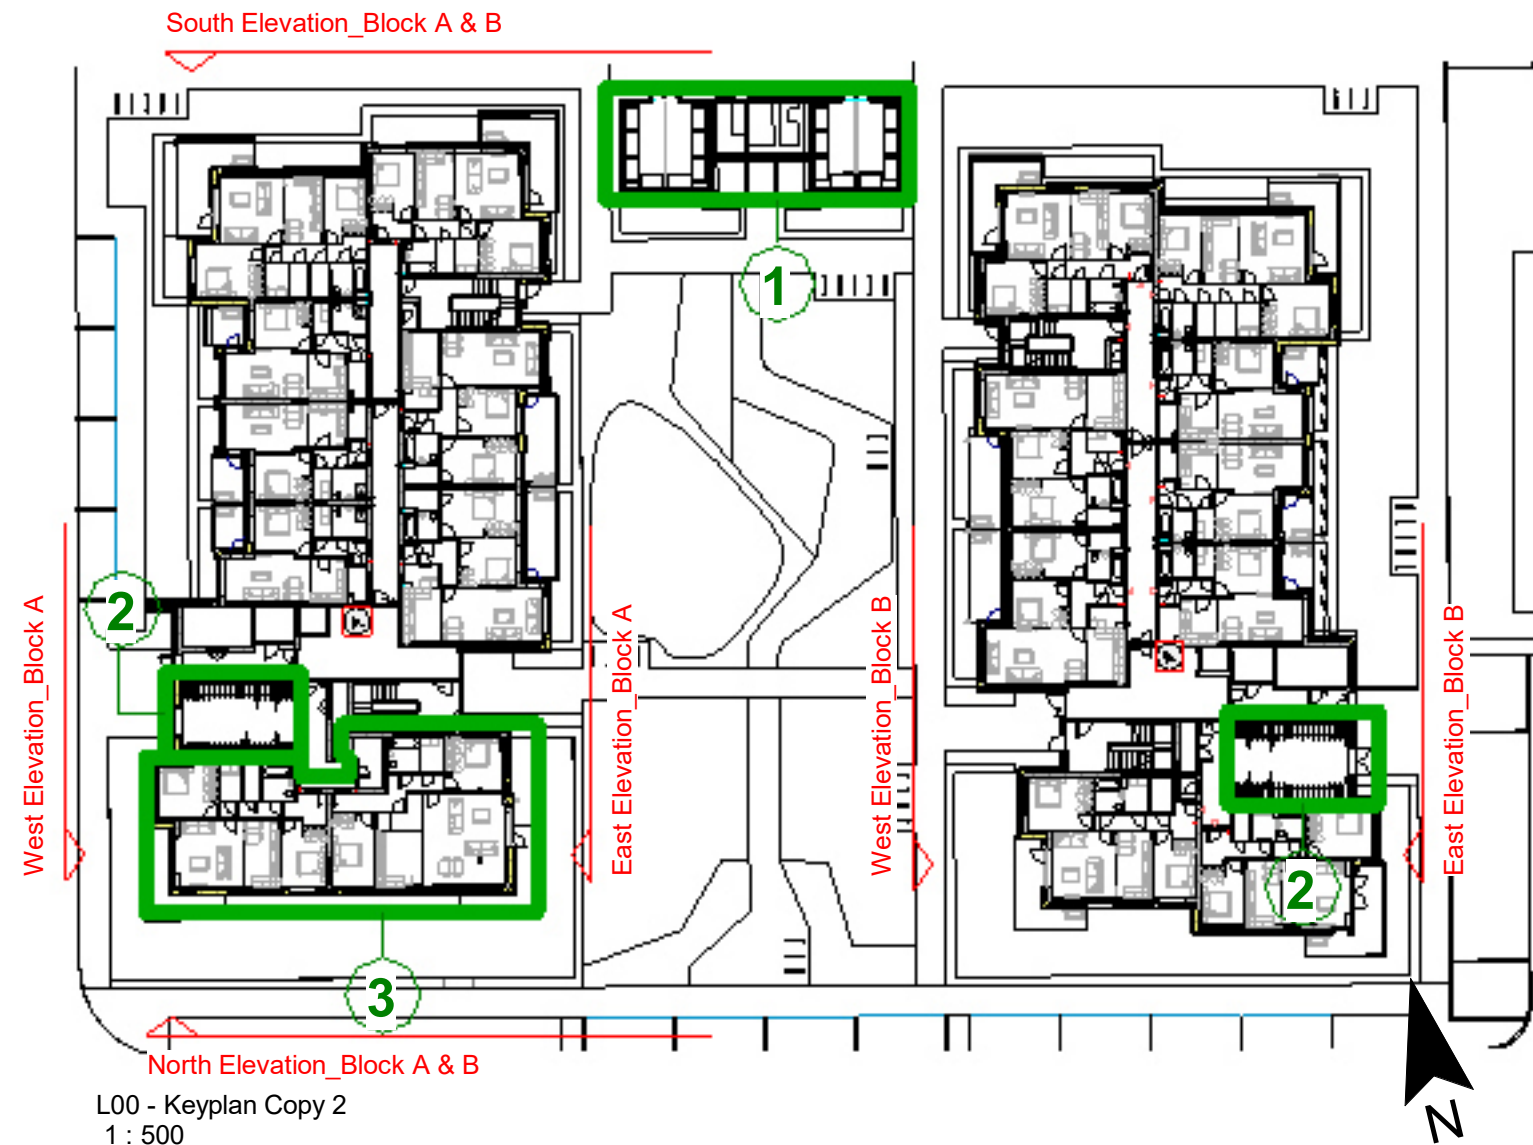 South Elevation_Block A & B
1
2
West Elevation_Block A
East Elevation_Block A
West Elevation_Block B
East Elevation_Block B
2
3
North Elevation_Block A & B
N
L00 - Keyplan Copy 2
1 : 500